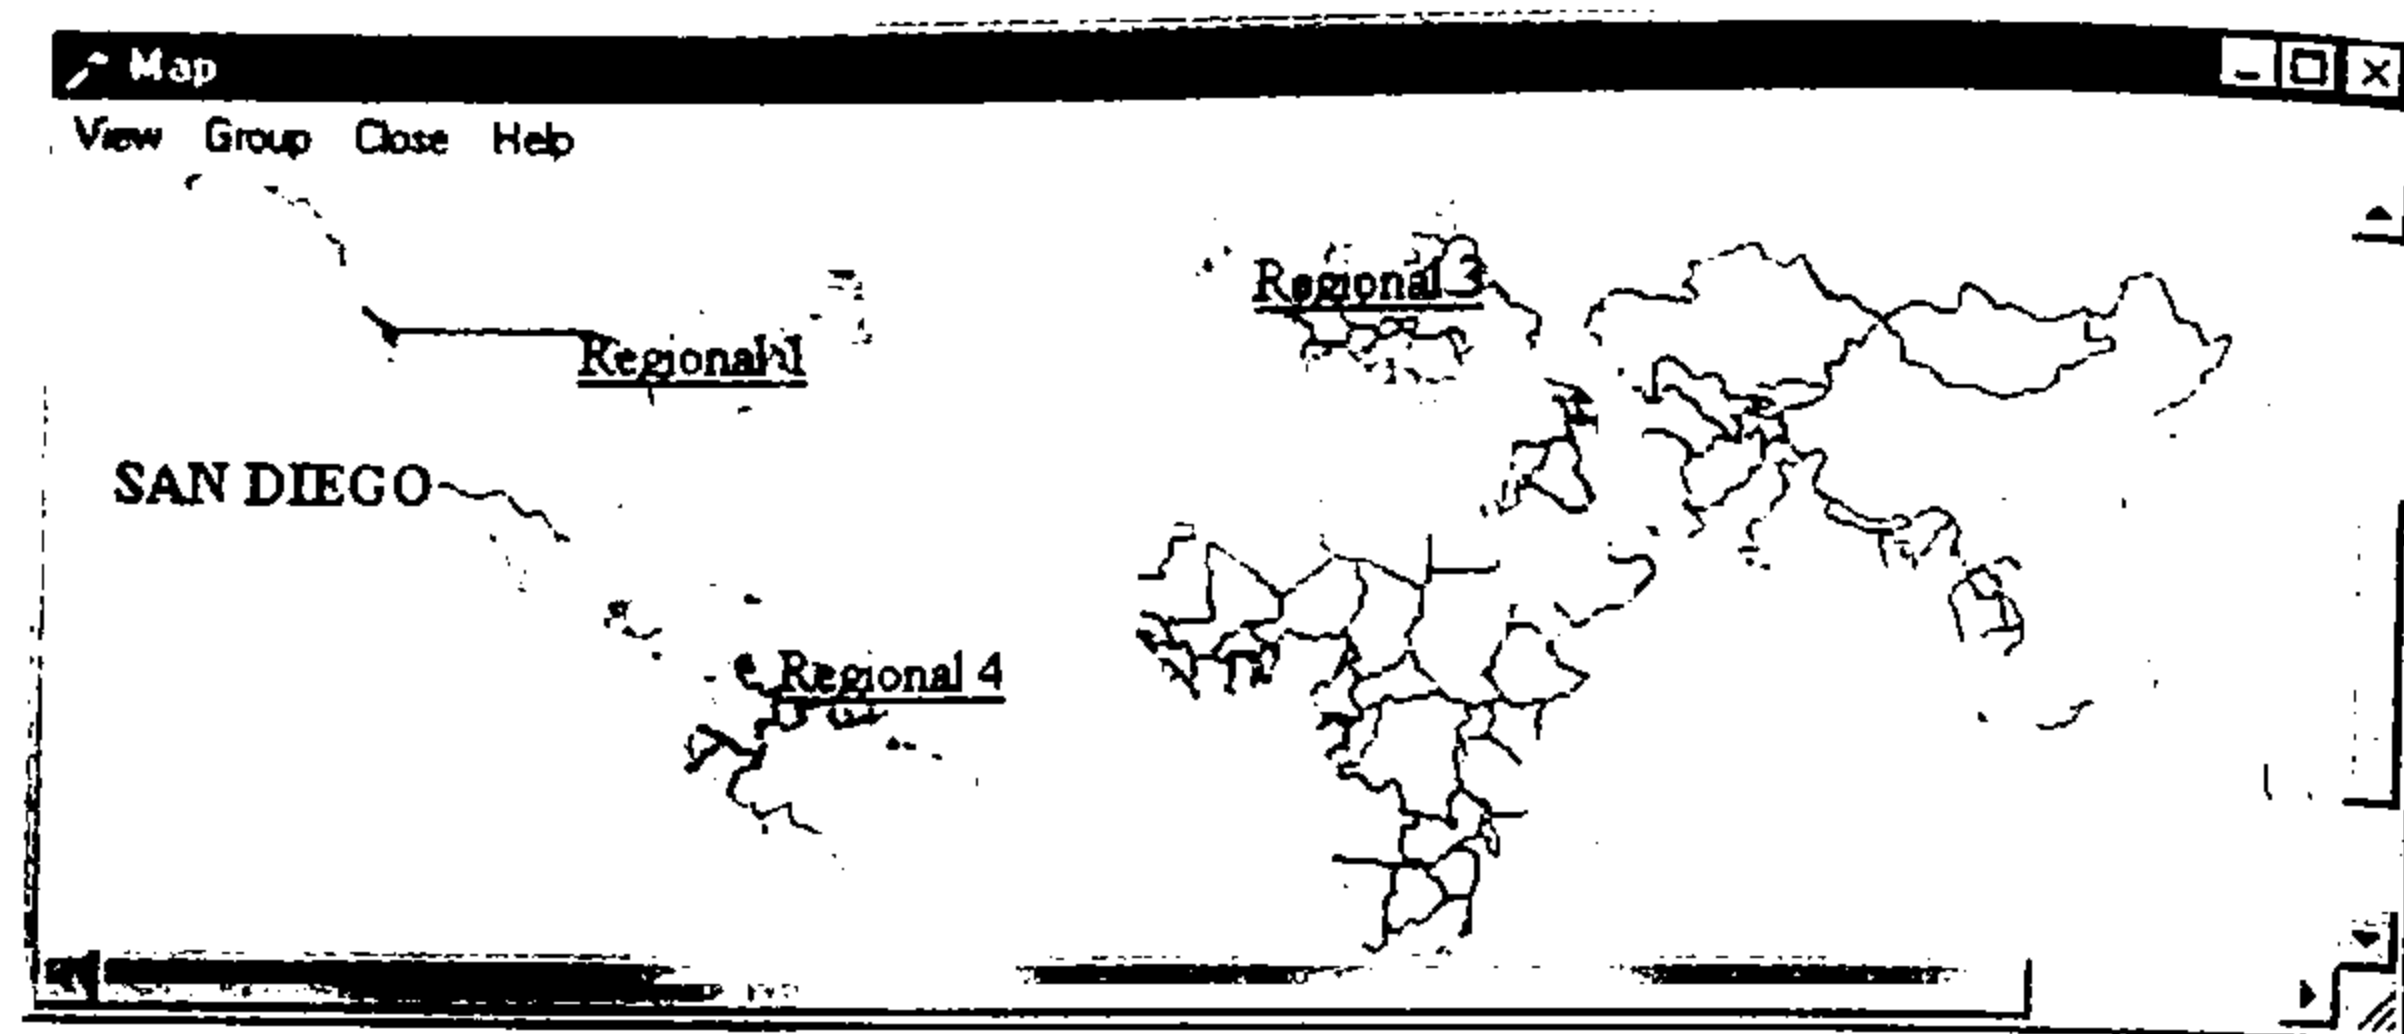 Map
View Group Close Help
Regional 3
Regional 1
SAN DIEGO
Regional 4